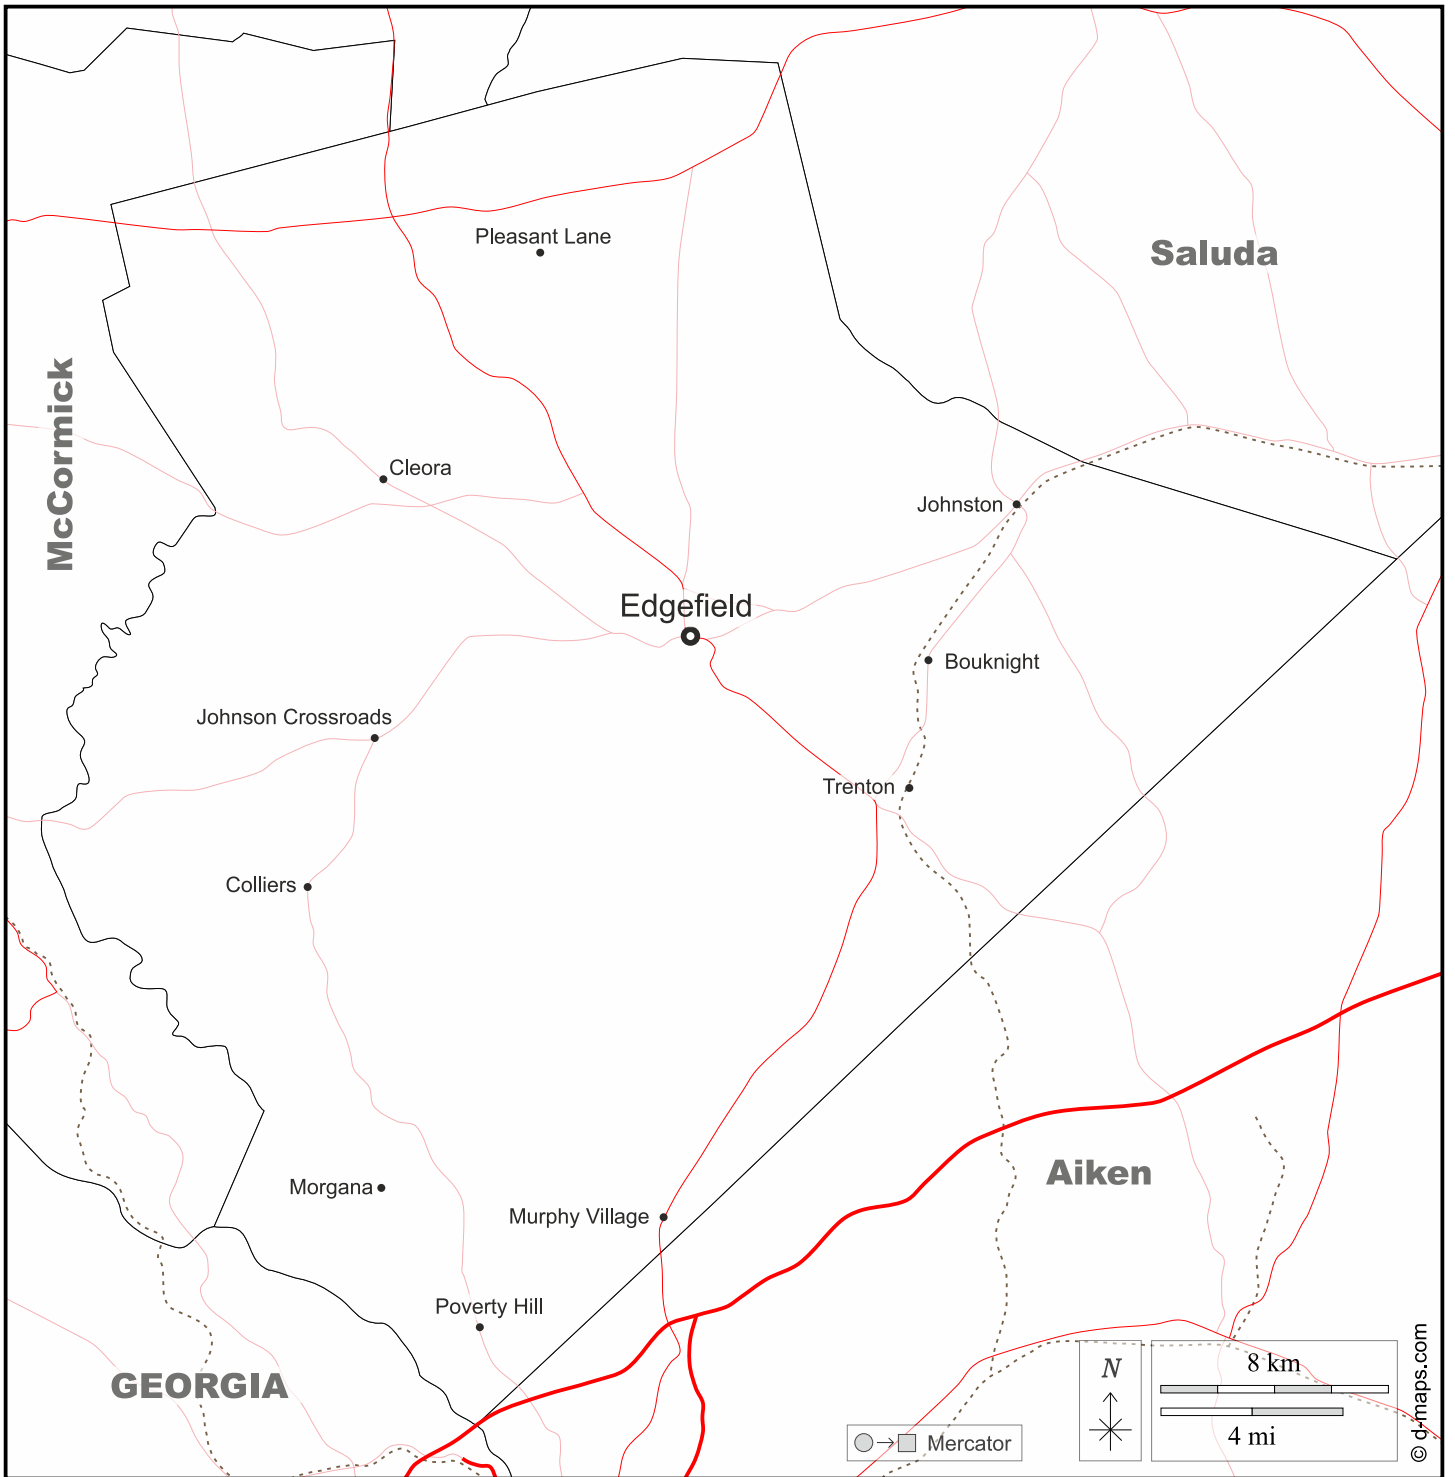 Pleasant Lane
Saluda
McCormick
Cleora
Johnston
Edgefield
Bouknight
Johnson Crossroads
Trenton
Colliers
Aiken
Morgana
Murphy Village
Poverty Hill
GEORGIA
Mercator
N
8 km
4 mi
© d-maps.com